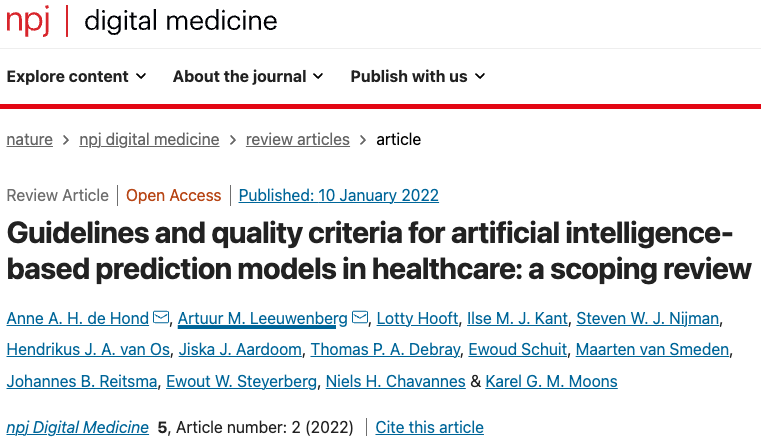 npj | digital medicine
Explore content About the journal Publish with us
nature > npj digital medicine > review articles > article
Review Article | Open Access | Published: 10 January 2022
Guidelines and quality criteria for artificial intelligence-
based prediction models in healthcare: a scoping review
Anne A. H. de Hond, Artuur M. Leeuwenberg, Lotty Hooft, Ilse M. J. Kant, Steven W. J. Nijman,
Hendrikus J. A. van Os, Jiska J. Aardoom, Thomas P. A. Debray, Ewoud Schuit, Maarten van Smeden,
Johannes B. Reitsma, Ewout W. Steyerberg, Niels H. Chavannes & Karel G. M. Moons
npj Digital Medicine 5, Article number: 2 (2022) | Cite this article